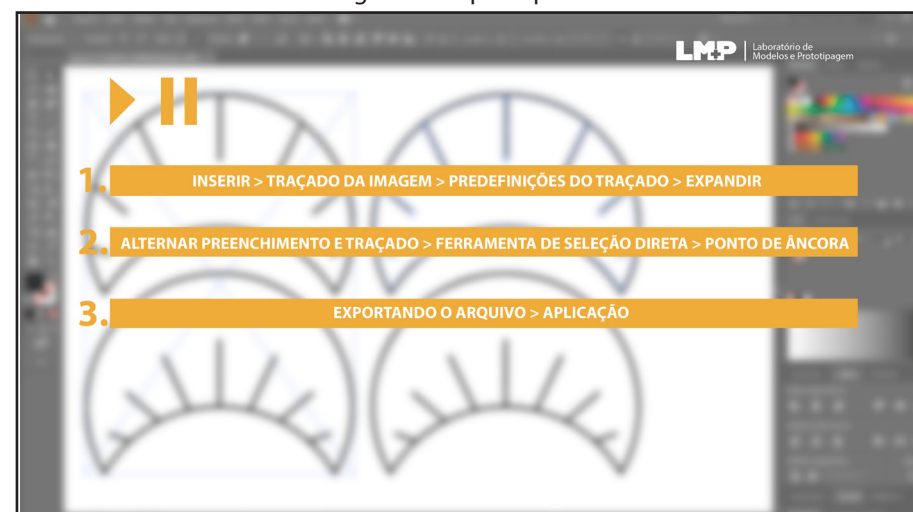 LM+P
Laboratório de
Modelos e Prototipagem
1. INSERIR > TRAÇADO DA IMAGEM > PREDEFINIÇÕES DO TRAÇADO > EXPANDIR
2. ALTERNAR PREENCHIMENTO E TRAÇADO > FERRAMENTA DE SELEÇÃO DIRETA > PONTO DE ÂNCORA
3. EXPORTANDO O ARQUIVO > APLICAÇÃO